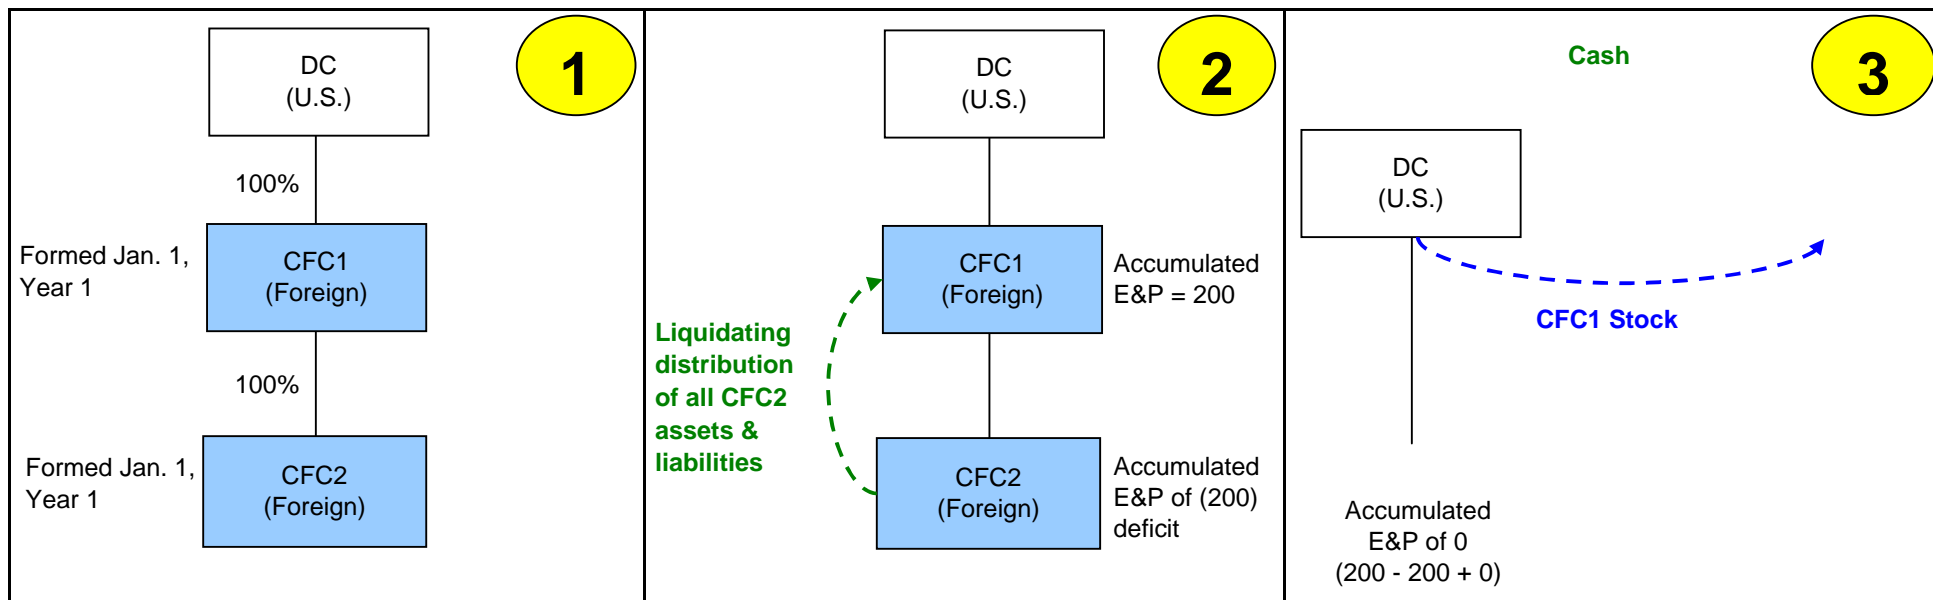 1
DC
(U.S.)
100%
Formed Jan. 1,
Year 1
CFC1
(Foreign)
100%
Formed Jan. 1,
Year 1
CFC2
(Foreign)
2
DC
(U.S.)
CFC1
(Foreign)
Accumulated
E&P = 200
Liquidating
distribution
of all CFC2
assets &
liabilities
CFC2
(Foreign)
Accumulated
E&P of (200)
deficit
3
Cash
DC
(U.S.)
CFC1 Stock
Accumulated
E&P of 0
(200 - 200 + 0)